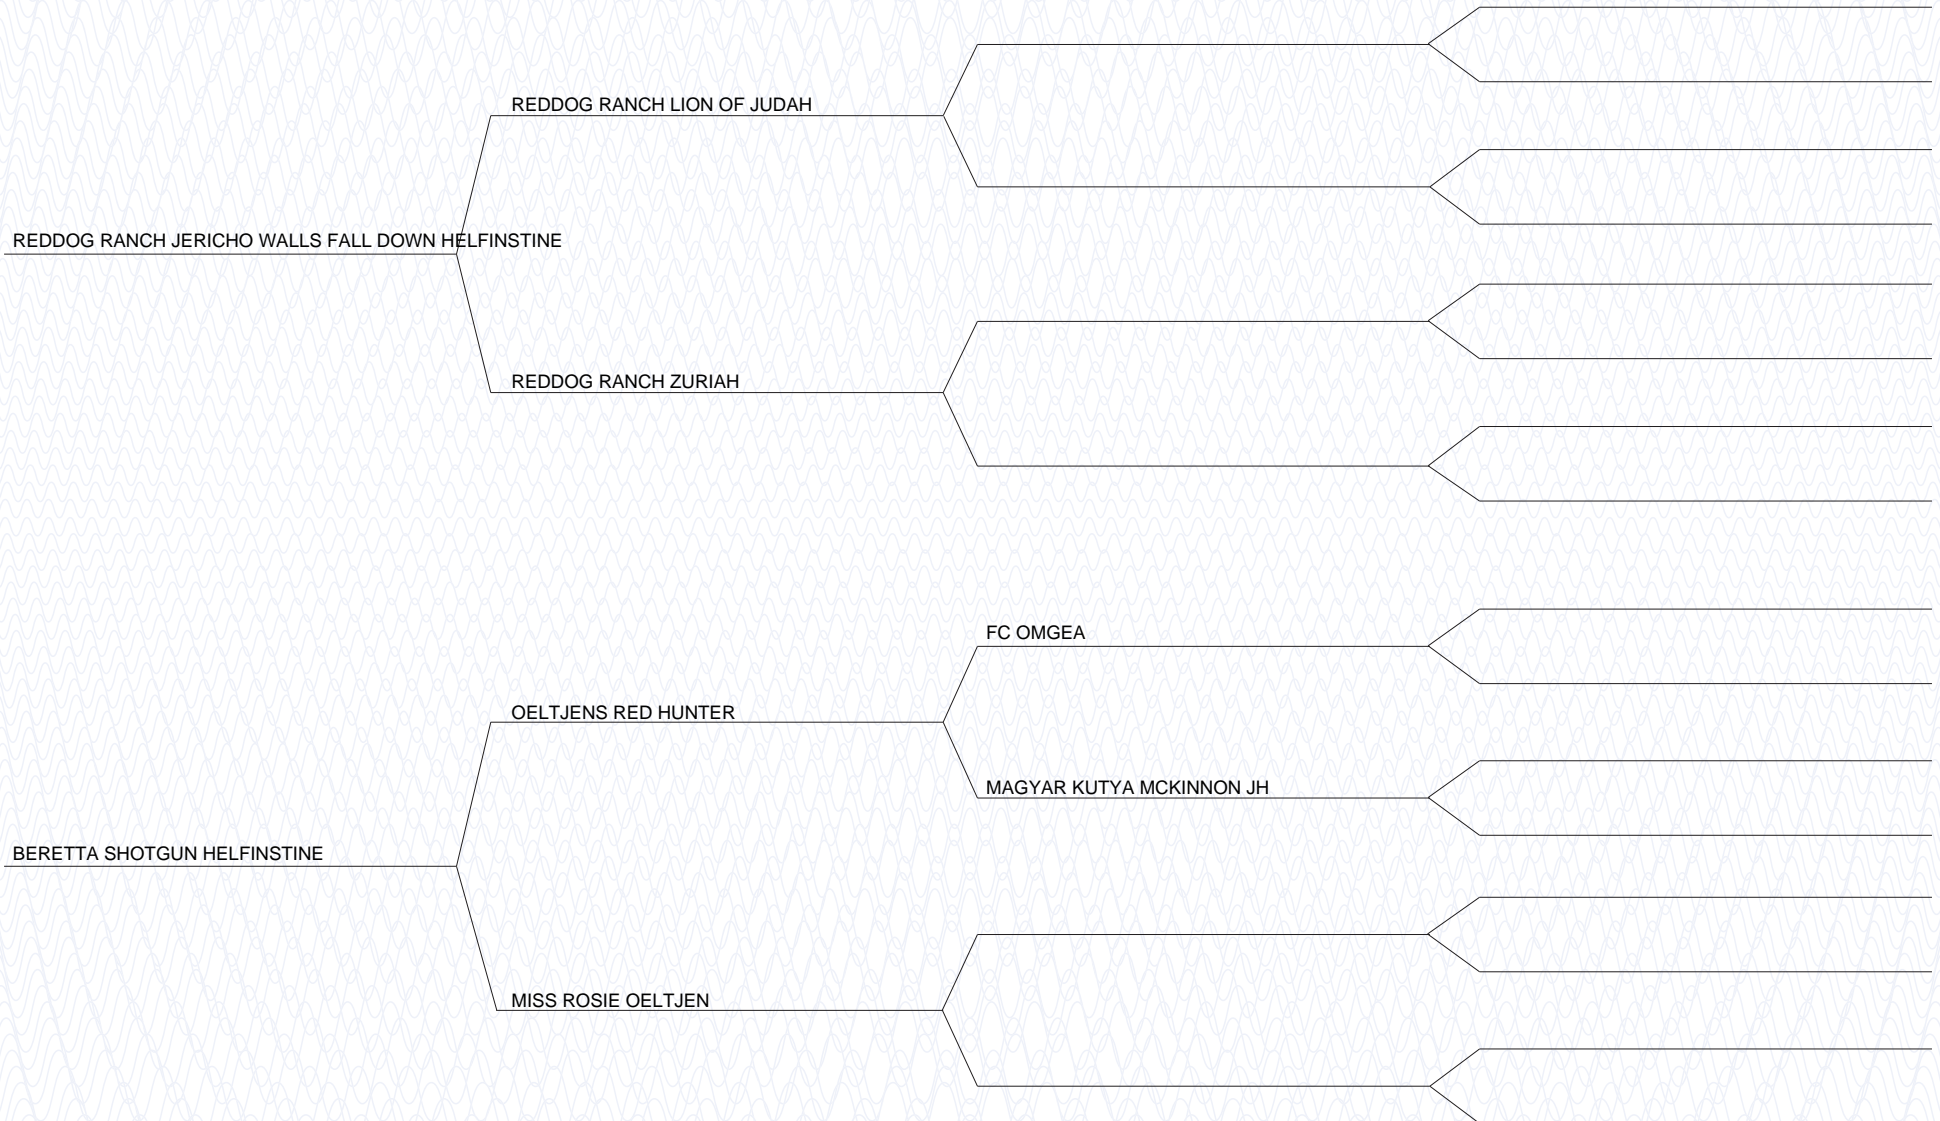 REDDOG RANCH LION OF JUDAH
REDDOG RANCH JERICHO WALLS FALL DOWN HELFINSTINE
REDDOG RANCH ZURIAH
FC OMGEA
OELTJENS RED HUNTER
MAGYAR KUTYA MCKINNON JH
BERETTA SHOTGUN HELFINSTINE
MISS ROSIE OELTJEN